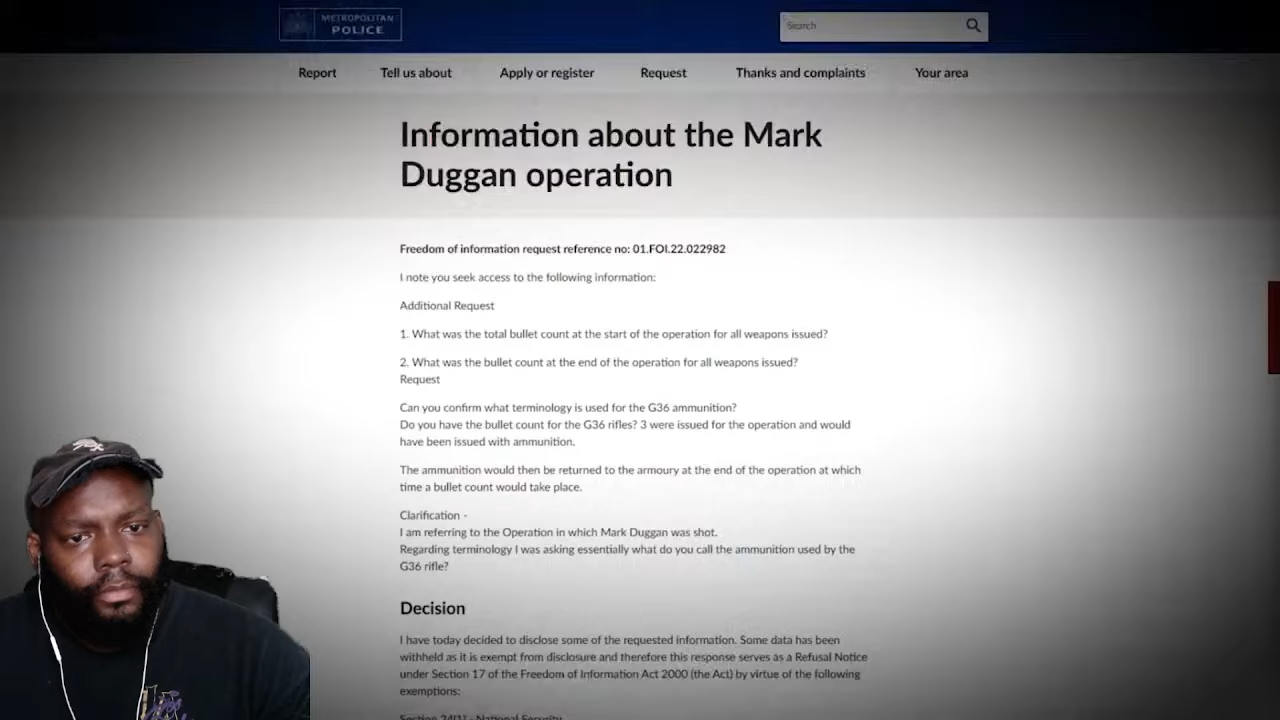 METROPOLITAN
POLICE
Search
Report
Tell us about
Apply or register
Request
Thanks and complaints
Your area
Information about the Mark
Duggan operation
Freedom of information request reference no: 01.FOI.22.022982
I note you seek access to the following information:
Additional Request
1. What was the total bullet count at the start of the operation for all weapons issued?
2. What was the bullet count at the end of the operation for all weapons issued?
Request
Can you confirm what terminology is used for the G36 ammunition?
Do you have the bullet count for the G36 rifles? 3 were issued for the operation and would
have been issued with ammunition.
The ammunition would then be returned to the armoury at the end of the operation at which
time a bullet count would take place.
Clarification -
I am referring to the Operation in which Mark Duggan was shot.
Regarding terminology I was asking essentially what do you call the ammunition used by the
G36 rifle?
Decision
I have today decided to disclose some of the requested information. Some data has been
withheld as it is exempt from disclosure and therefore this response serves as a Refusal Notice
under Section 17 of the Freedom of Information Act 2000 (the Act) by virtue of the following
exemptions:
Section 24(1) - National Security